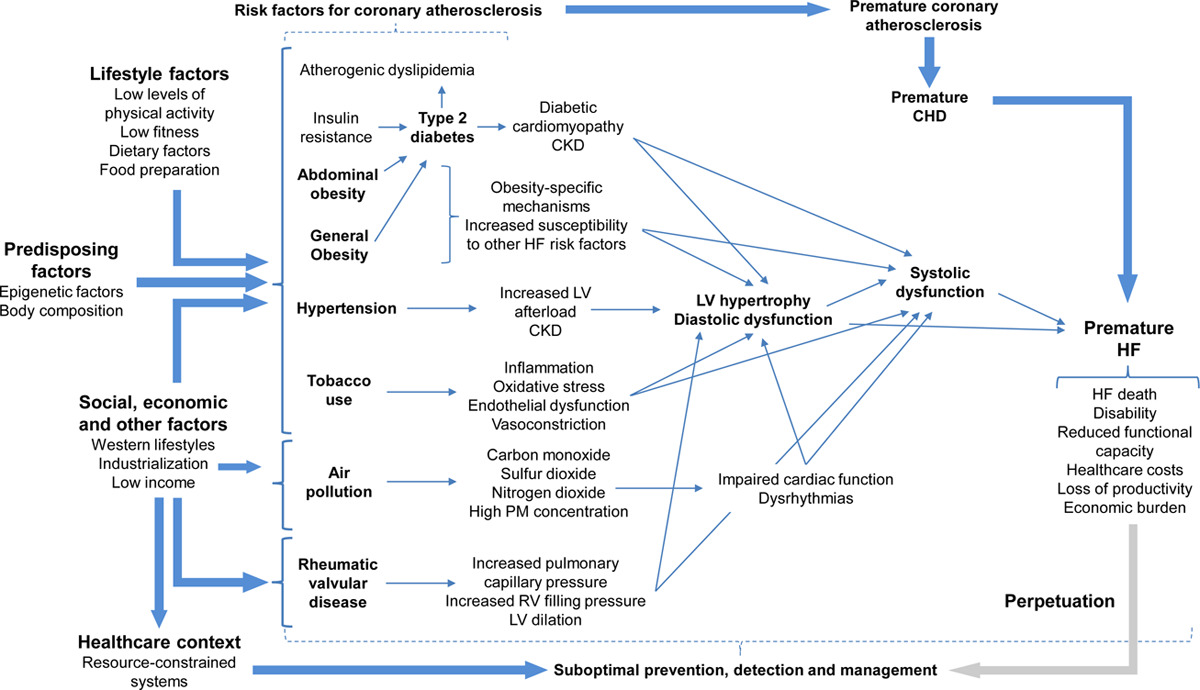 Risk factors for coronary atherosclerosis
Premature coronary
atherosclerosis
Premature
CHD
Lifestyle factors
Low levels of
physical activity
Low fitness
Dietary factors
Food preparation
Predisposing
factors
Epigenetic factors
Body composition
Social, economic
and other factors
Western lifestyles
Industrialization
Low income
Healthcare context
Resource-constrained
systems
Atherogenic dyslipidemia
Insulin
resistance
Type 2
diabetes
Diabetic
cardiomyopathy
CKD
Abdominal
obesity
General
Obesity
Obesity-specific
mechanisms
Increased susceptibility
to other HF risk factors
Hypertension
Increased LV
afterload
CKD
Tobacco
use
Inflammation
Oxidative stress
Endothelial dysfunction
Vasoconstriction
Air
pollution
Carbon monoxide
Sulfur dioxide
Nitrogen dioxide
High PM concentration
Rheumatic
valvular
disease
Increased pulmonary
capillary pressure
Increased RV filling pressure
LV dilation
LV hypertrophy
Diastolic dysfunction
Impaired cardiac function
Dysrhythmias
Systolic
dysfunction
Premature
HF
HF death
Disability
Reduced functional
capacity
Healthcare costs
Loss of productivity
Economic burden
Perpetuation
Suboptimal prevention, detection and management